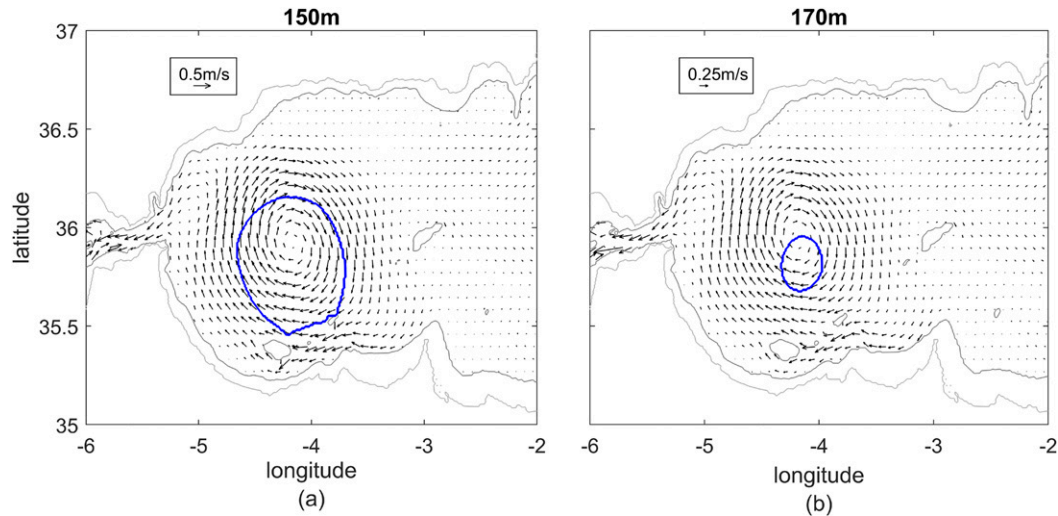 150m
170m
37
36.5
36
35.5
35
latitude
0.5m/s
0.25m/s
-6 -5 -4 -3 -2
-6 -5 -4 -3 -2
longitude
longitude
(a)
(b)